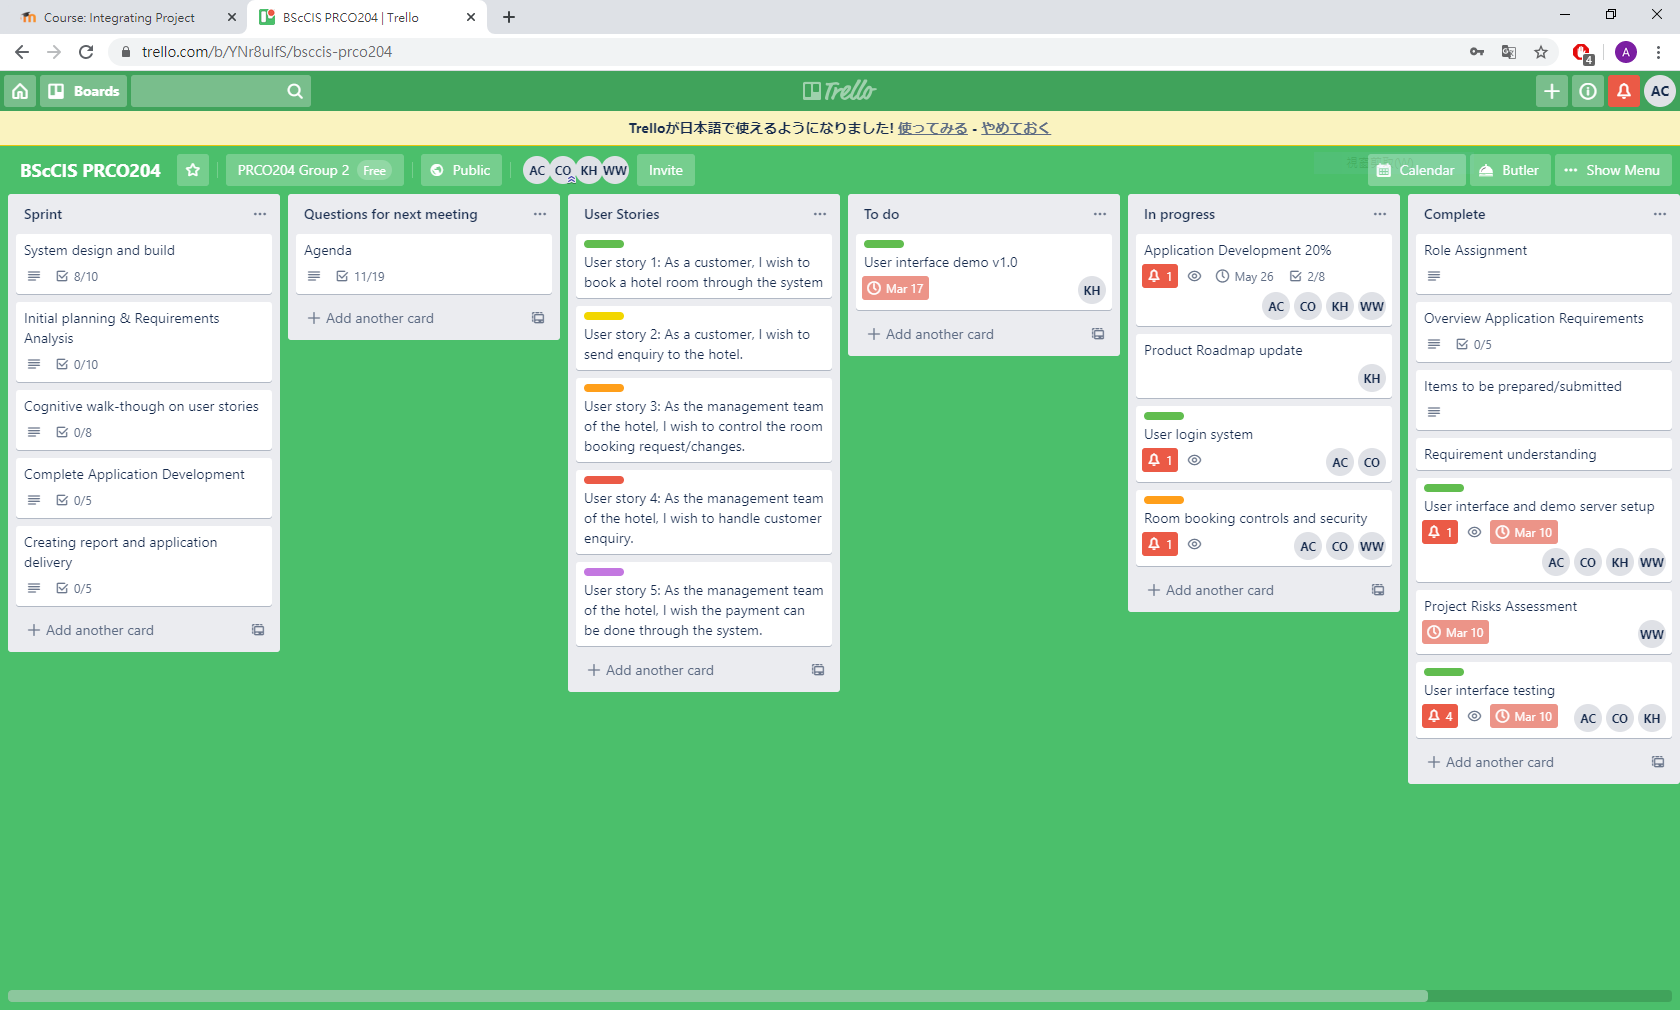 Course: Integrating Project
BScCIS PRCO204 | Trello
trello.com/b/YNr8ulfS/bsccis-prco204
A
4
Boards
Trello
AC
Trelloが日本語で使えるようになりました! 使ってみる - やめておく
BScCIS PRCO204
PRCO204 Group 2 Free
Public
AC CO KH WW
Invite
Calendar
Butler
Show Menu
Sprint
System design and build
8/10
Initial planning & Requirements
Analysis
0/10
Cognitive walk-though on user stories
0/8
Complete Application Development
0/5
Creating report and application
delivery
0/5
Add another card
Questions for next meeting
Agenda
11/19
Add another card
User Stories
User story 1: As a customer, I wish to
book a hotel room through the system
User story 2: As a customer, I wish to
send enquiry to the hotel.
User story 3: As the management team
of the hotel, I wish to control the room
booking request/changes.
User story 4: As the management team
of the hotel, I wish to handle customer
enquiry.
User story 5: As the management team
of the hotel, I wish the payment can
be done through the system.
Add another card
To do
User interface demo v1.0
Mar 17
KH
Add another card
In progress
Application Development 20%
1 May 26 2/8
AC CO KH WW
Product Roadmap update
KH
User login system
1 AC CO
Room booking controls and security
1 AC CO WW
Add another card
Complete
Role Assignment
Overview Application Requirements
0/5
Items to be prepared/submitted
Requirement understanding
User interface and demo server setup
1 Mar 10
AC CO KH WW
Project Risks Assessment
Mar 10 WW
User interface testing
4 Mar 10 AC CO KH
Add another card